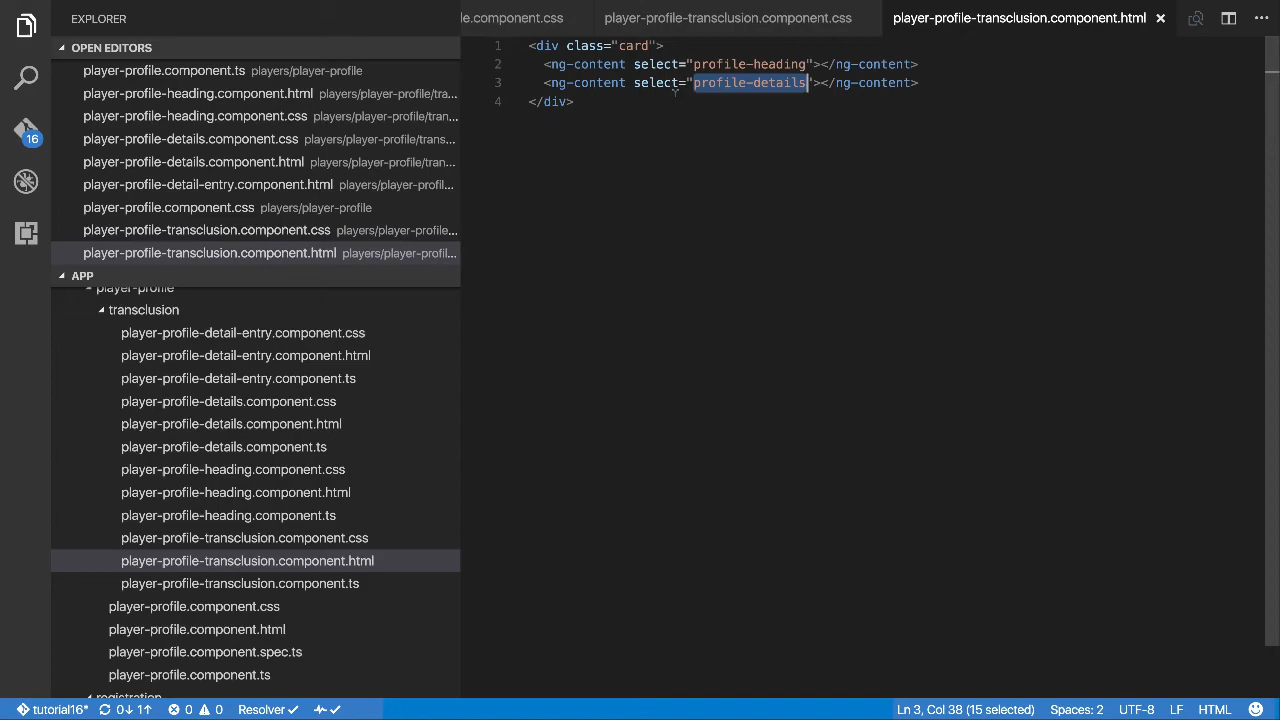 EXPLORER
OPEN EDITORS
player-profile.component.ts players/player-profile
player-profile-heading.component.html players/player-profile/tra...
player-profile-heading.component.css players/player-profile/tran...
player-profile-details.component.css players/player-profile/trans...
player-profile-details.component.html players/player-profile/tran...
player-profile-detail-entry.component.html players/player-profil...
player-profile.component.css players/player-profile
player-profile-transclusion.component.css players/player-profile...
player-profile-transclusion.component.html players/player-profil...
APP
player-profile
transclusion
player-profile-detail-entry.component.css
player-profile-detail-entry.component.html
player-profile-detail-entry.component.ts
player-profile-details.component.css
player-profile-details.component.html
player-profile-details.component.ts
player-profile-heading.component.css
player-profile-heading.component.html
player-profile-heading.component.ts
player-profile-transclusion.component.css
player-profile-transclusion.component.html
player-profile-transclusion.component.ts
player-profile.component.css
player-profile.component.html
player-profile.component.spec.ts
player-profile.component.ts
registration
16
le.component.css player-profile-transclusion.component.css player-profile-transclusion.component.html
1 <div class="card">
2 <ng-content select="profile-heading"></ng-content>
3 <ng-content select="profile-details"></ng-content>
4 </div>
tutorial16* 0↓ 1↑ 0 0 Resolver Ln 3, Col 38 (15 selected) Spaces: 2 UTF-8 LF HTML